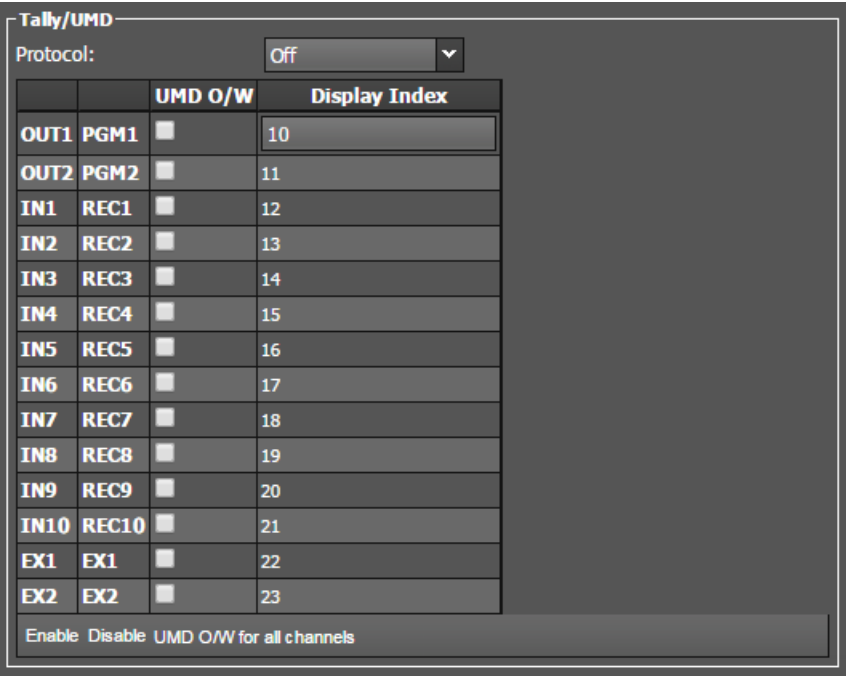 Tally/UMD
Protocol: Off
UMD O/W Display Index
OUT1 PGM1 10
OUT2 PGM2 11
IN1 REC1 12
IN2 REC2 13
IN3 REC3 14
IN4 REC4 15
IN5 REC5 16
IN6 REC6 17
IN7 REC7 18
IN8 REC8 19
IN9 REC9 20
IN10 REC10 21
EX1 EX1 22
EX2 EX2 23
Enable Disable UMD O/W for all channels